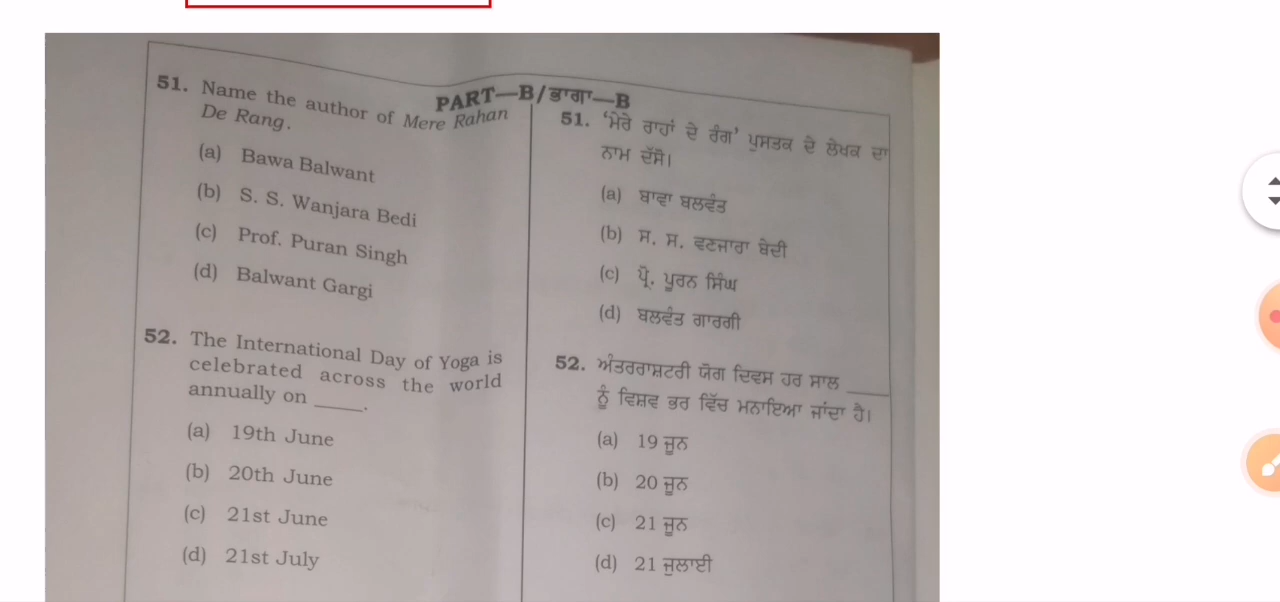 PART—B/ਭਾਗ—B
51. Name the author of Mere Rahan
De Rang.
(a) Bawa Balwant
(b) S. S. Wanjara Bedi
(c) Prof. Puran Singh
(d) Balwant Gargi
52. The International Day of Yoga is
celebrated across the world
annually on _____.
(a) 19th June
(b) 20th June
(c) 21st June
(d) 21st July
51. ‘ਮੇਰੇ ਰਾਹਾਂ ਦੇ ਰੰਗ’ ਪੁਸਤਕ ਦੇ ਲੇਖਕ ਦਾ
ਨਾਮ ਦੱਸੋ।
(a) ਬਾਵਾ ਬਲਵੰਤ
(b) ਸ. ਸ. ਵਣਜਾਰਾ ਬੇਦੀ
(c) ਪ੍ਰੋ. ਪੂਰਨ ਸਿੰਘ
(d) ਬਲਵੰਤ ਗਾਰਗੀ
52. ਅੰਤਰਰਾਸ਼ਟਰੀ ਯੋਗ ਦਿਵਸ ਹਰ ਸਾਲ _____
ਨੂੰ ਵਿਸ਼ਵ ਭਰ ਵਿੱਚ ਮਨਾਇਆ ਜਾਂਦਾ ਹੈ।
(a) 19 ਜੂਨ
(b) 20 ਜੂਨ
(c) 21 ਜੂਨ
(d) 21 ਜੁਲਾਈ